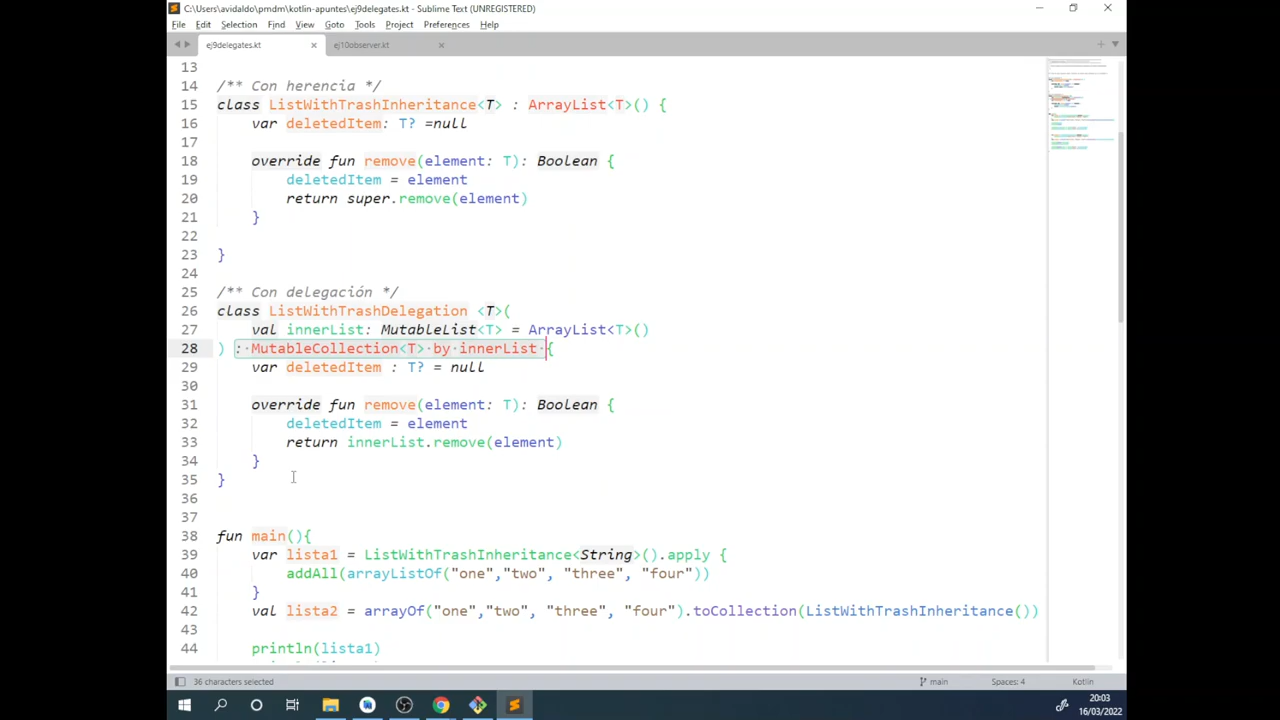 C:\Users\avidaldo\pmdm\kotlin-apuntes\ej9delegates.kt - Sublime Text (UNREGISTERED)
File Edit Selection Find View Goto Tools Project Preferences Help
ej9delegates.kt ej10observer.kt
13
14 /** Con herencia */
15 class ListWithTrashInheritance<T> : ArrayList<T>() {
16 var deletedItem: T? =null
17
18 override fun remove(element: T): Boolean {
19 deletedItem = element
20 return super.remove(element)
21 }
22
23 }
24
25 /** Con delegación */
26 class ListWithTrashDelegation <T>(
27 val innerList: MutableList<T> = ArrayList<T>()
28 ) : MutableCollection<T> by innerList {
29 var deletedItem : T? = null
30
31 override fun remove(element: T): Boolean {
32 deletedItem = element
33 return innerList.remove(element)
34 }
35 }
36
37
38 fun main(){
39 var lista1 = ListWithTrashInheritance<String>().apply {
40 addAll(arrayListOf("one","two", "three", "four"))
41 }
42 val lista2 = arrayOf("one","two", "three", "four").toCollection(ListWithTrashInheritance())
43
44 println(lista1)
36 characters selected main Spaces: 4 Kotlin
20:03
16/03/2022